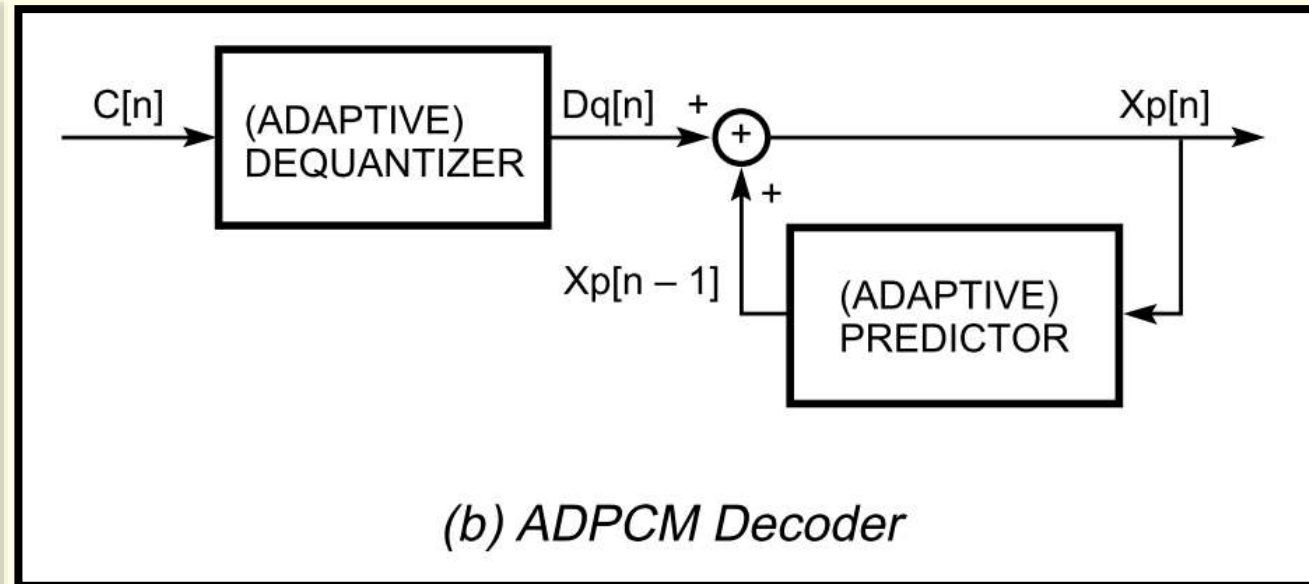 C[n]
(ADAPTIVE)
DEQUANTIZER
Dq[n]
+
+
+
Xp[n]
Xp[n – 1]
(ADAPTIVE)
PREDICTOR
(b) ADPCM Decoder